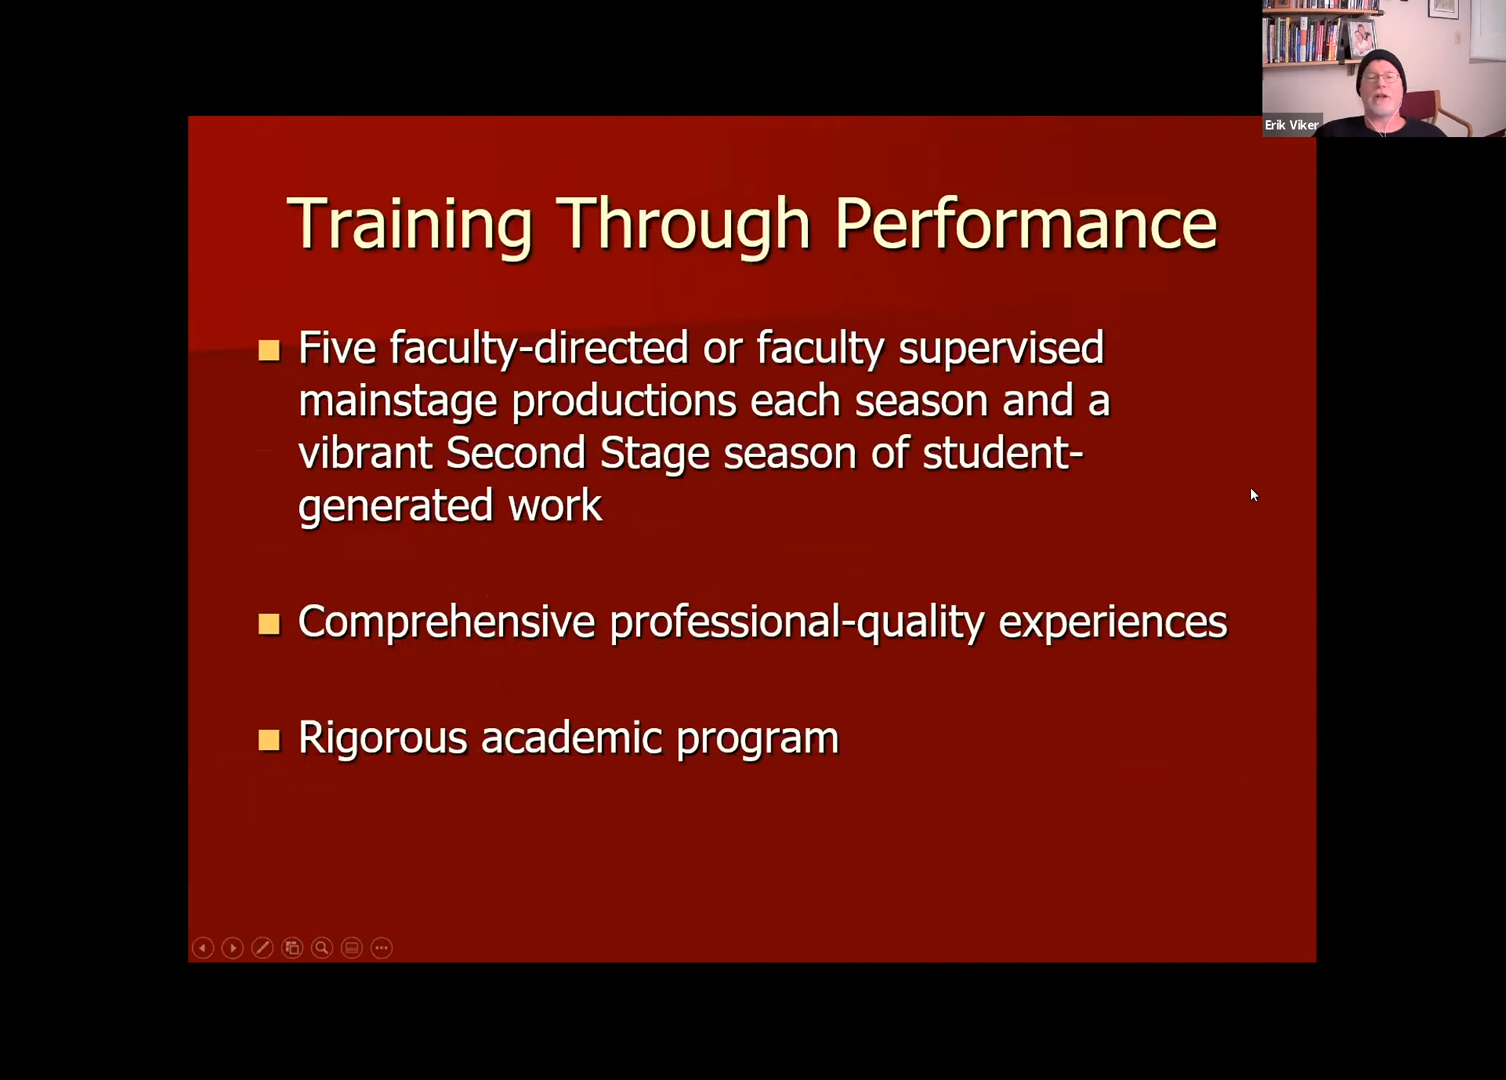 Erik Viker
Training Through Performance
Five faculty-directed or faculty supervised
mainstage productions each season and a
vibrant Second Stage season of student-
generated work
Comprehensive professional-quality experiences
Rigorous academic program